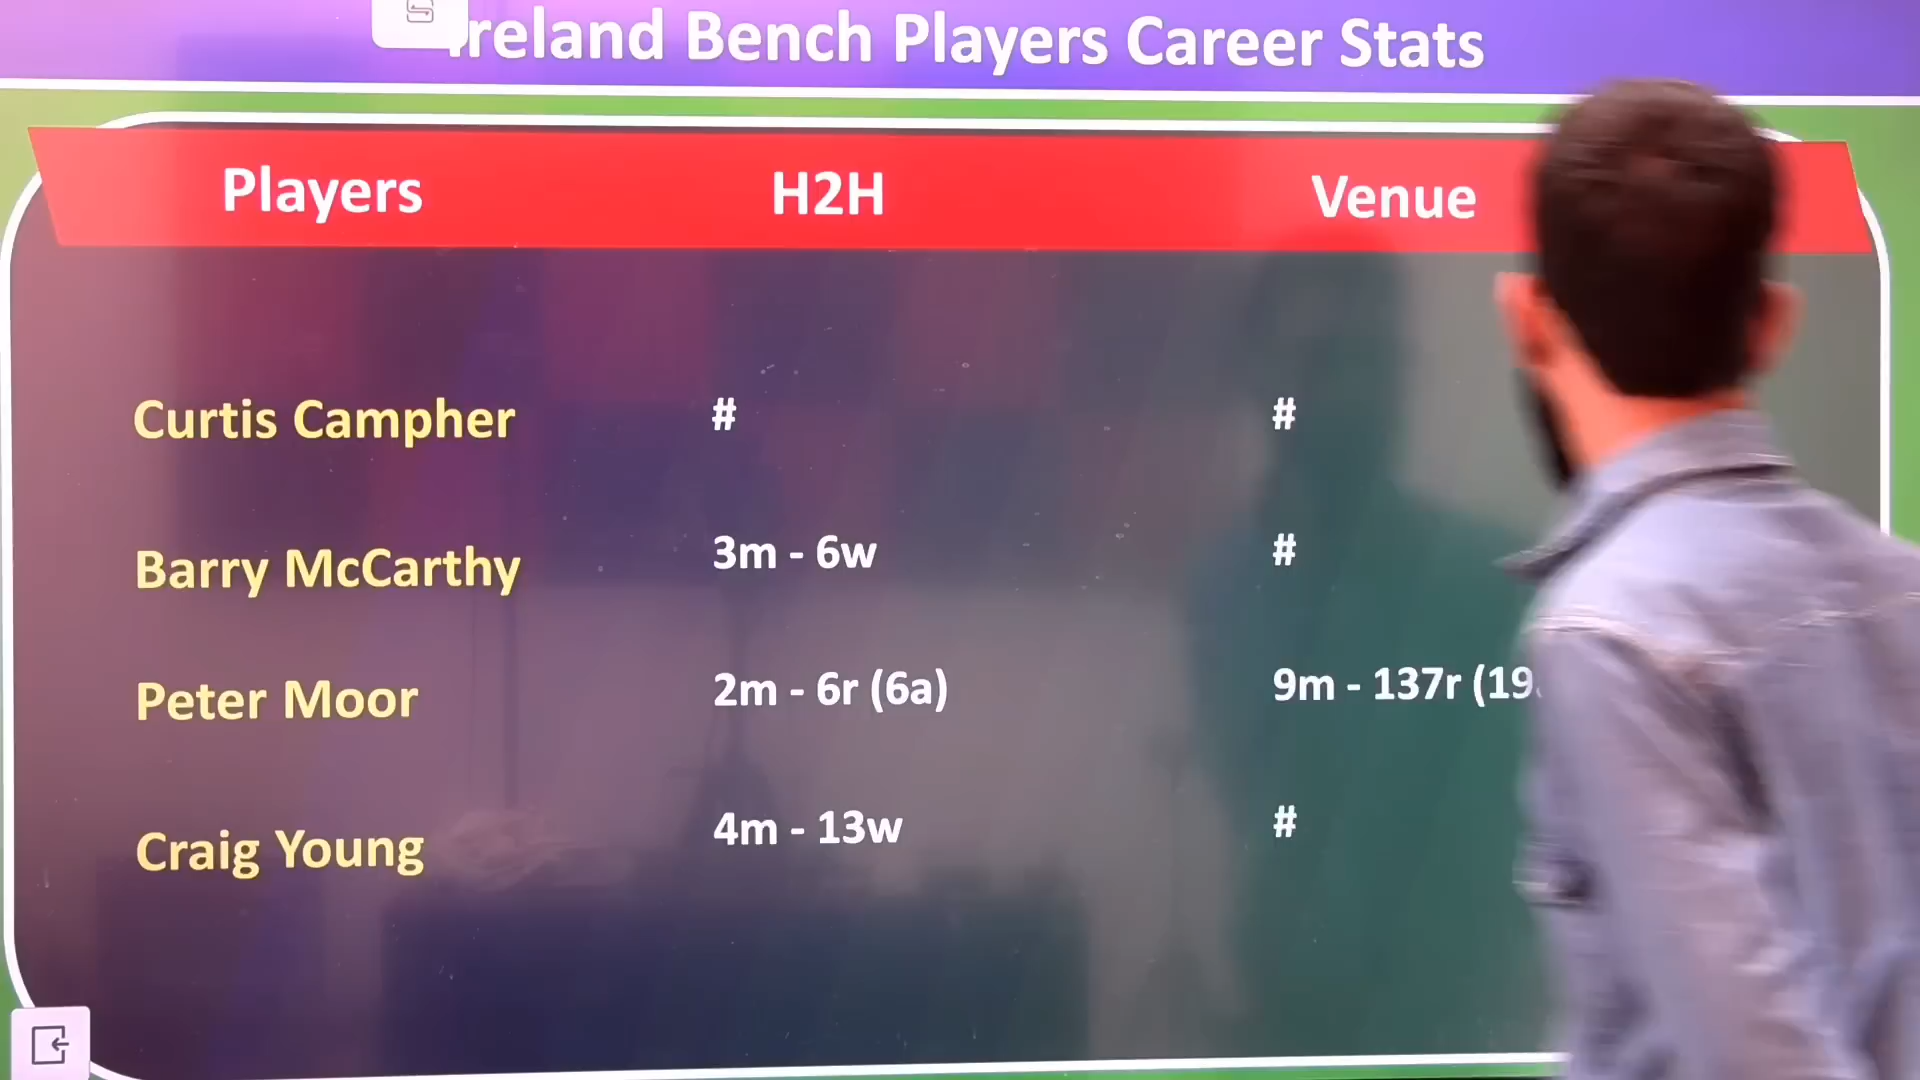 Ireland Bench Players Career Stats
Players H2H Venue
Curtis Campher # #
Barry McCarthy 3m - 6w #
Peter Moor 2m - 6r (6a) 9m - 137r (19
Craig Young 4m - 13w #